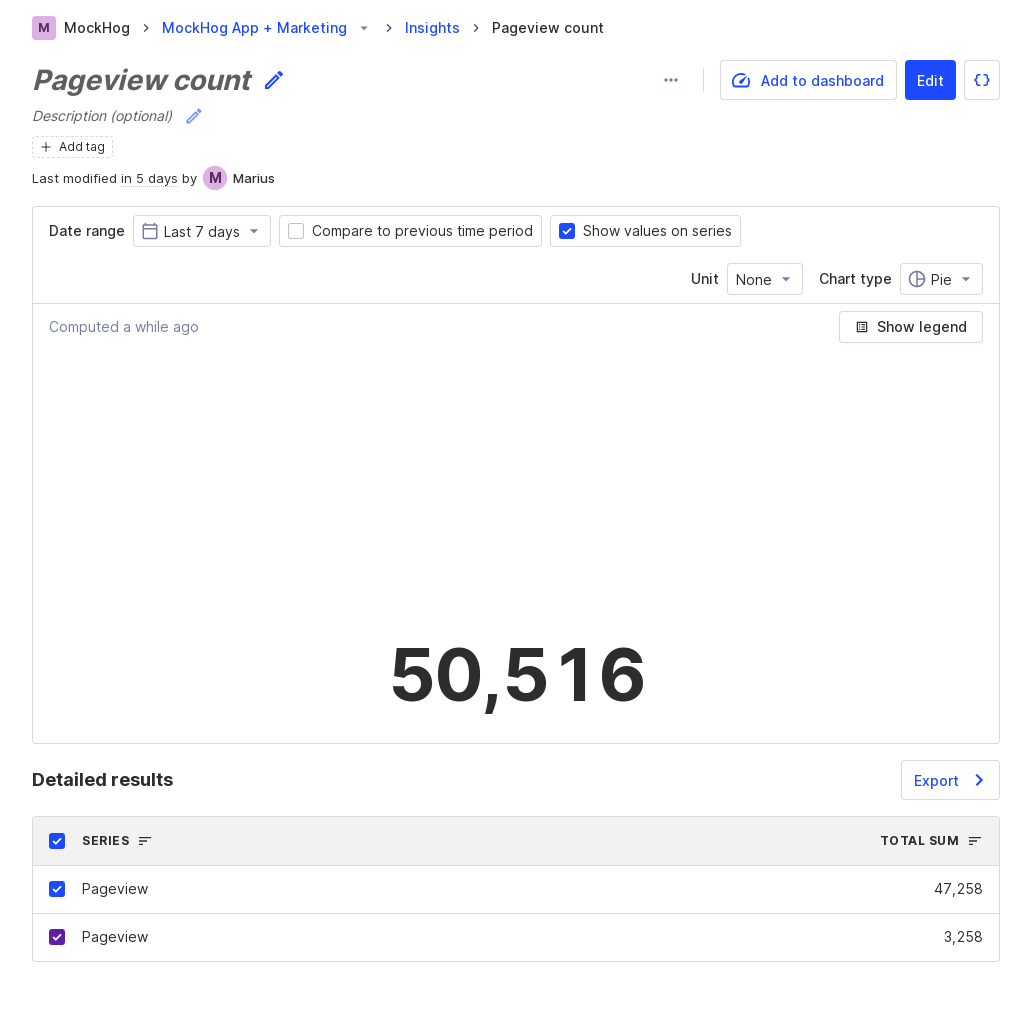 M MockHog MockHog App + Marketing Insights Pageview count
Pageview count
Add to dashboard Edit
Description (optional)
Add tag
Last modified in 5 days by M Marius
Date range Last 7 days Compare to previous time period Show values on series
Unit None Chart type Pie
Computed a while ago Show legend
50,516
Detailed results Export
SERIES TOTAL SUM
Pageview 47,258
Pageview 3,258